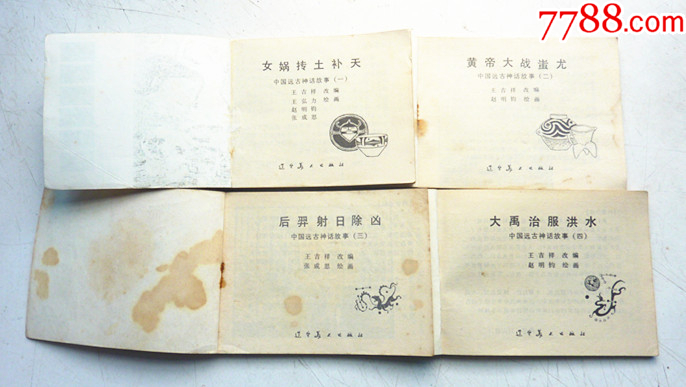 7788.com
女娲抟土补天
中国远古神话故事（一）
王吉祥 改编
王弘力 绘画
赵明钧
张成思
辽宁美术出版社
黄帝大战蚩尤
中国远古神话故事（二）
王吉祥 改编
赵明钧 绘画
辽宁美术出版社
后羿射日除凶
中国远古神话故事（三）
王吉祥 改编
张成思 绘画
辽宁美术出版社
大禹治服洪水
中国远古神话故事（四）
王吉祥 改编
赵明钧 绘画
辽宁美术出版社